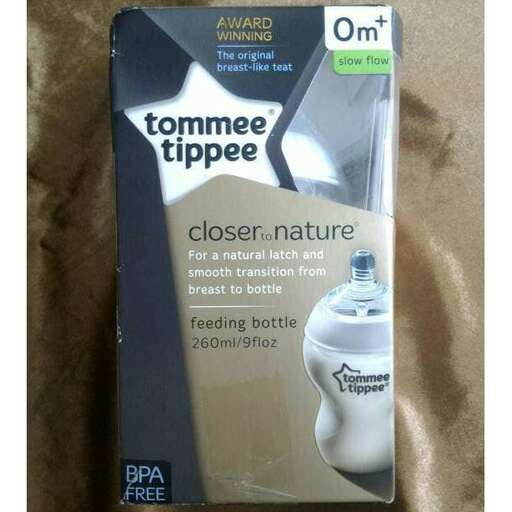 AWARD
WINNING
The original
breast-like teat
0m+
slow flow
tommee®
tippee
closer to nature®
For a natural latch and
smooth transition from
breast to bottle
feeding bottle
260ml/9floz
tommee
tippee
BPA
FREE